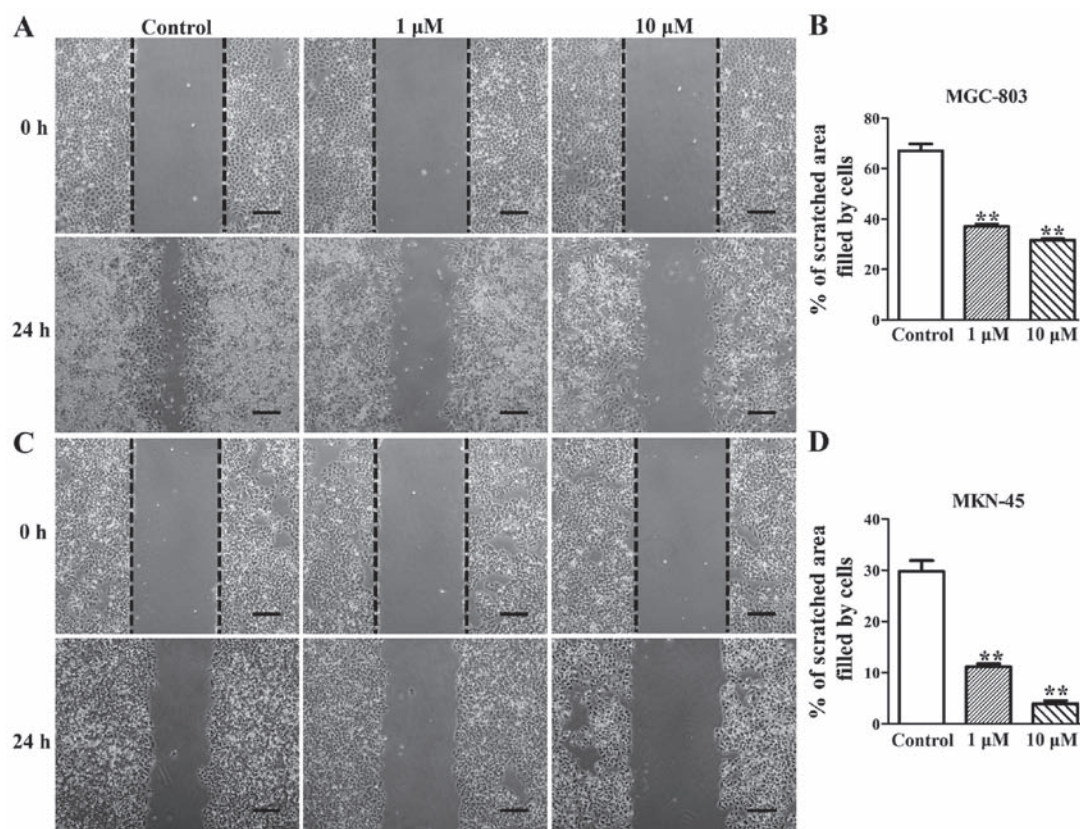 A
Control
1 μM
10 μM
0 h
24 h
B
MGC-803
% of scratched area
filled by cells
80
60
40
20
0
**
**
Control
1 μM
10 μM
C
0 h
24 h
D
MKN-45
% of scratched area
filled by cells
40
30
20
10
0
**
**
Control
1 μM
10 μM